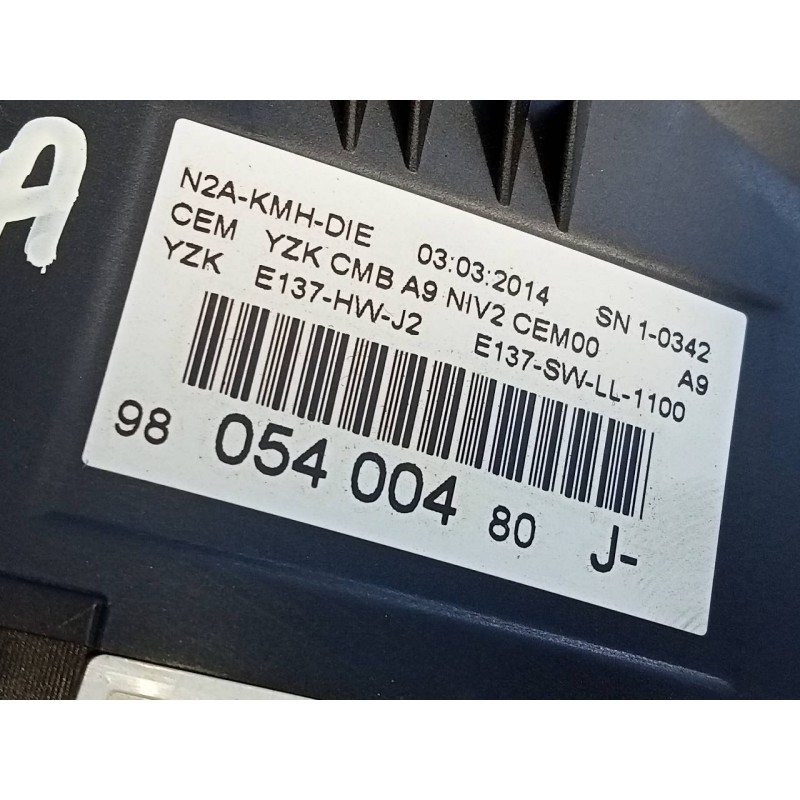 A
N2A-KMH-DIE 03:03:2014 SN 1-0342
CEM YZK CMB A9 NIV2 CEM00 A9
YZK E137-HW-J2 E137-SW-LL-1100
98 054 004 80 J-